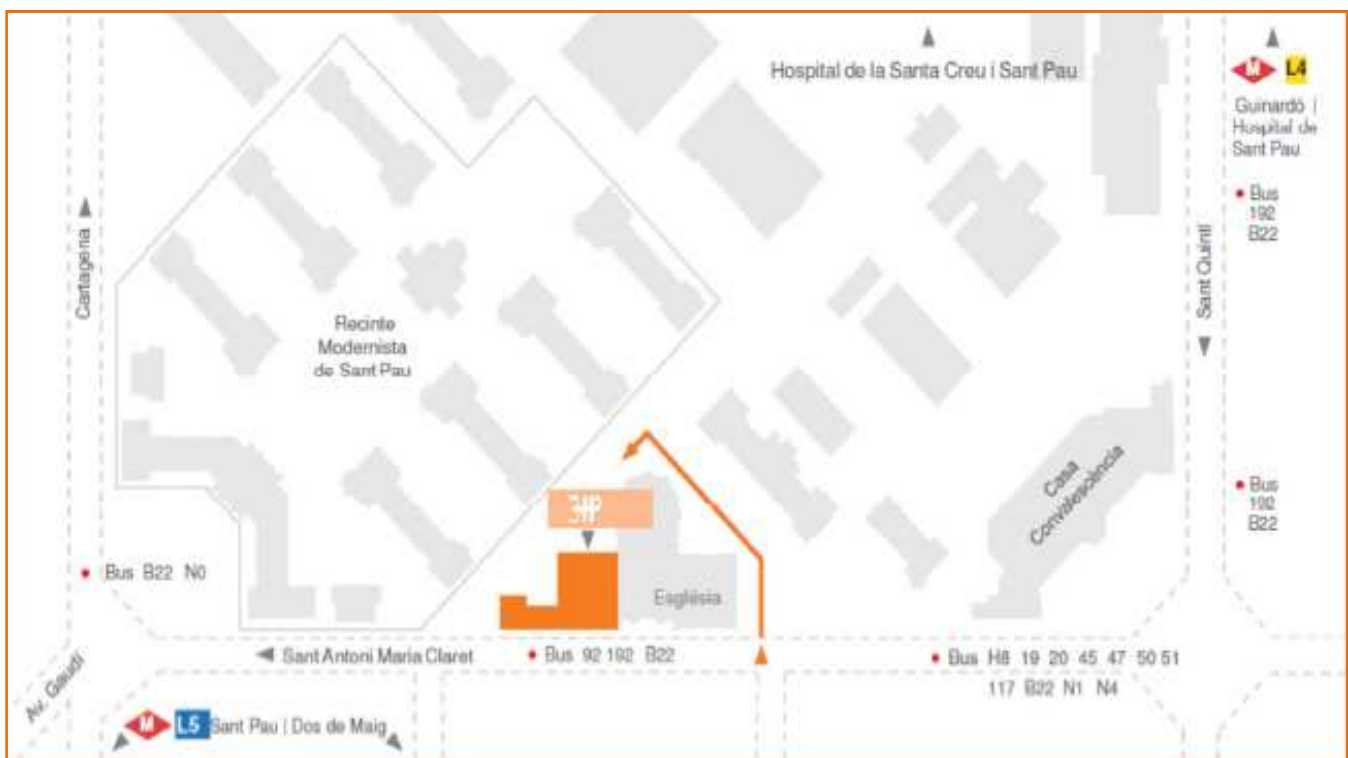 Hospital de la Santa Creu i Sant Pau
M L4
Guinardó |
Hospital de
Sant Pau
Bus
192
B22
Cartagena
Sant Quintí
Recinte
Modernista
de Sant Pau
Casa
Convalescència
Bus
192
B22
Bus B22 N0
Església
Sant Antoni Maria Claret
Bus 92 192 B22
Bus H8 19 20 45 47 50 51
117 B22 N1 N4
Av. Gaudí
M L5 Sant Pau | Dos de Maig